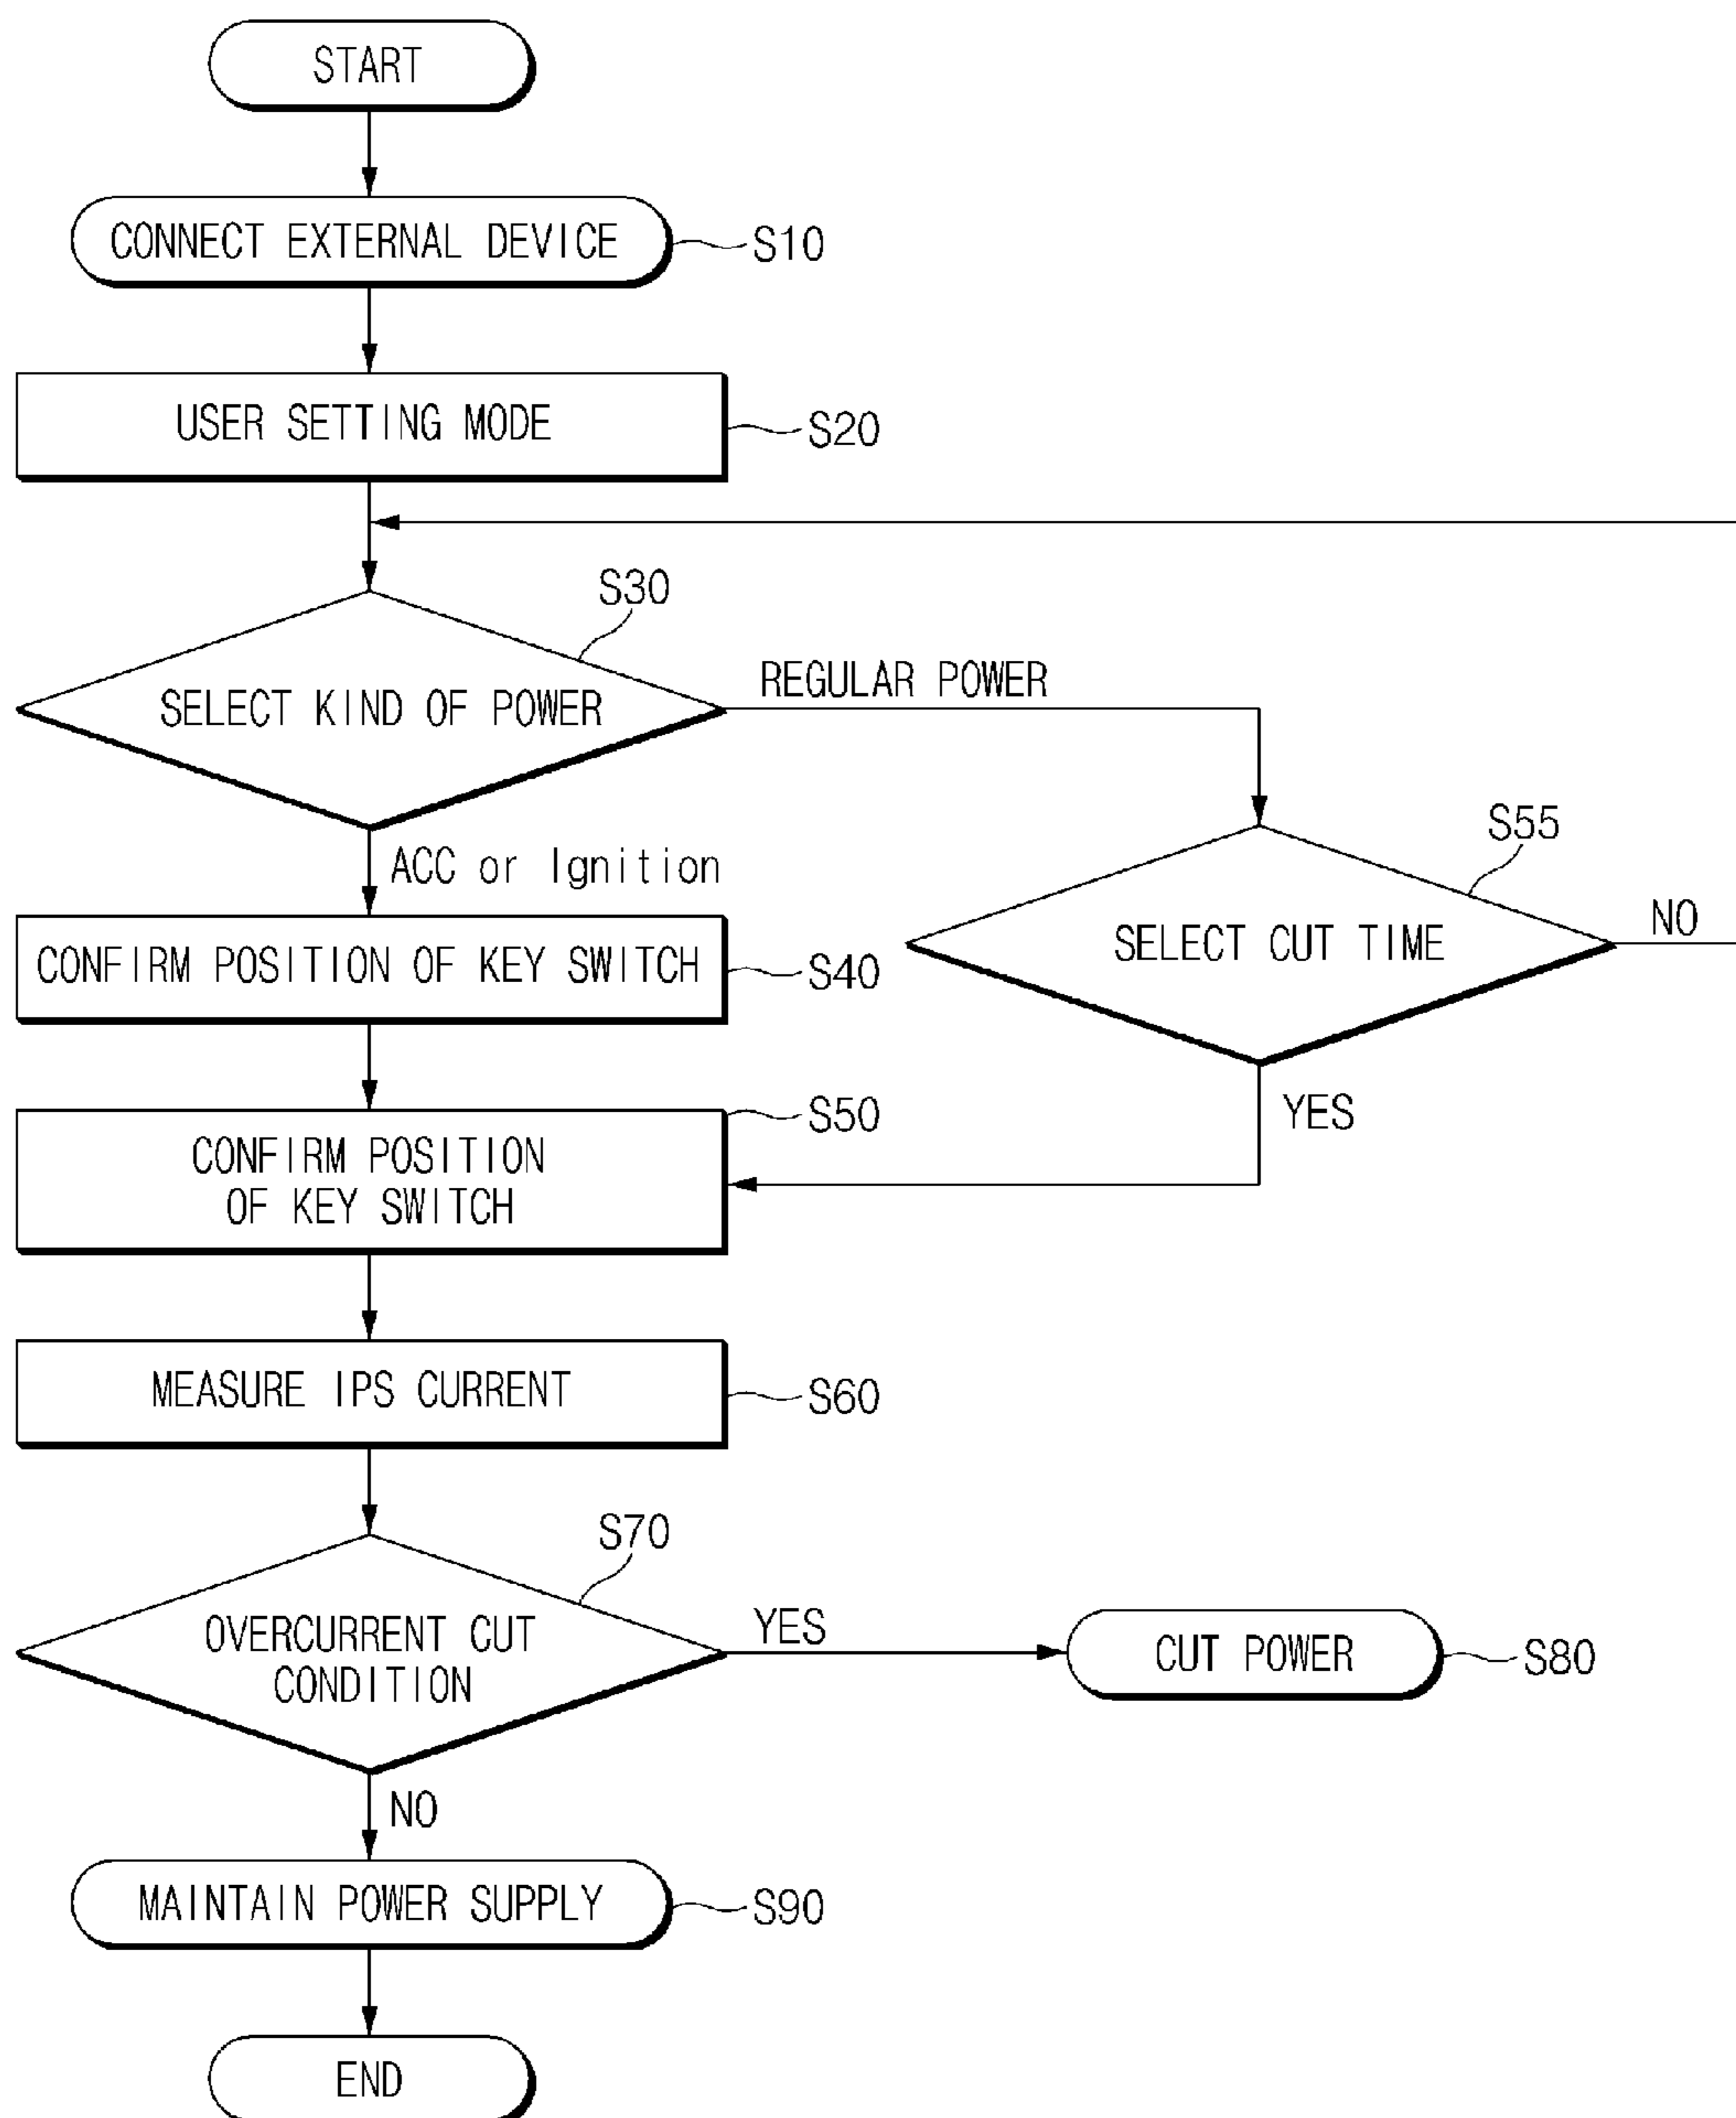 START
CONNECT EXTERNAL DEVICE
S10
USER SETTING MODE
S20
S30
SELECT KIND OF POWER
REGULAR POWER
ACC or Ignition
S55
SELECT CUT TIME
NO
CONFIRM POSITION OF KEY SWITCH
S40
YES
S50
CONFIRM POSITION
OF KEY SWITCH
MEASURE IPS CURRENT
S60
S70
OVERCURRENT CUT
CONDITION
YES
CUT POWER
S80
NO
MAINTAIN POWER SUPPLY
S90
END